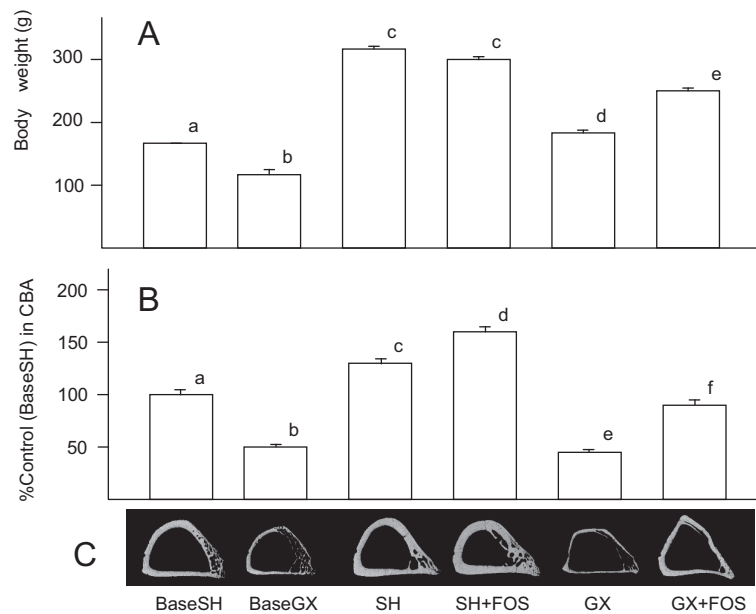 A
Body weight (g)
300
200
100
a
b
c
c
d
e
B
%Control (BaseSH) in CBA
200
150
100
50
a
b
c
d
e
f
C
BaseSH BaseGX SH SH+FOS GX GX+FOS